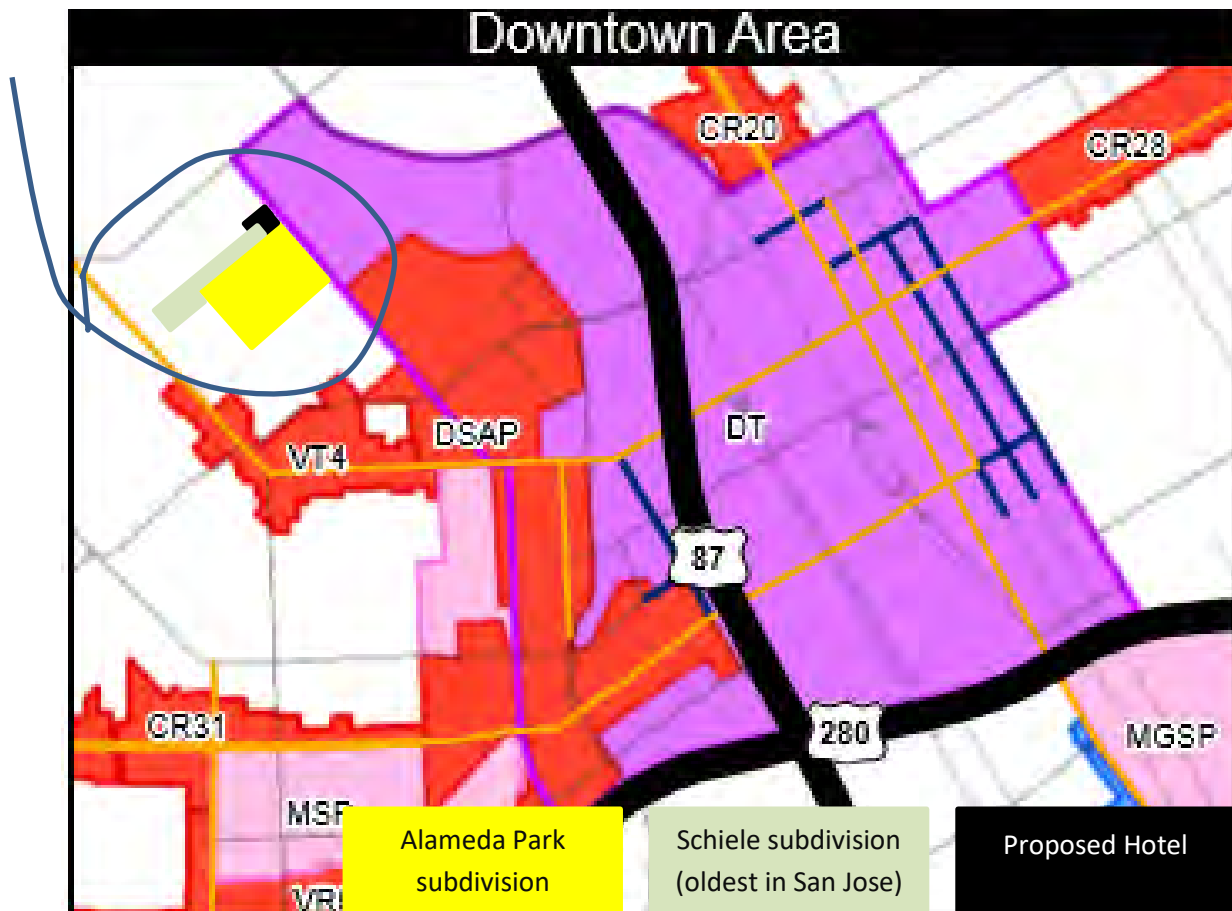 Downtown Area
CR20
CR28
DSAP
DT
VT4
87
CR31
280
MGSP
Alameda Park
subdivision
Schiele subdivision
(oldest in San Jose)
Proposed Hotel